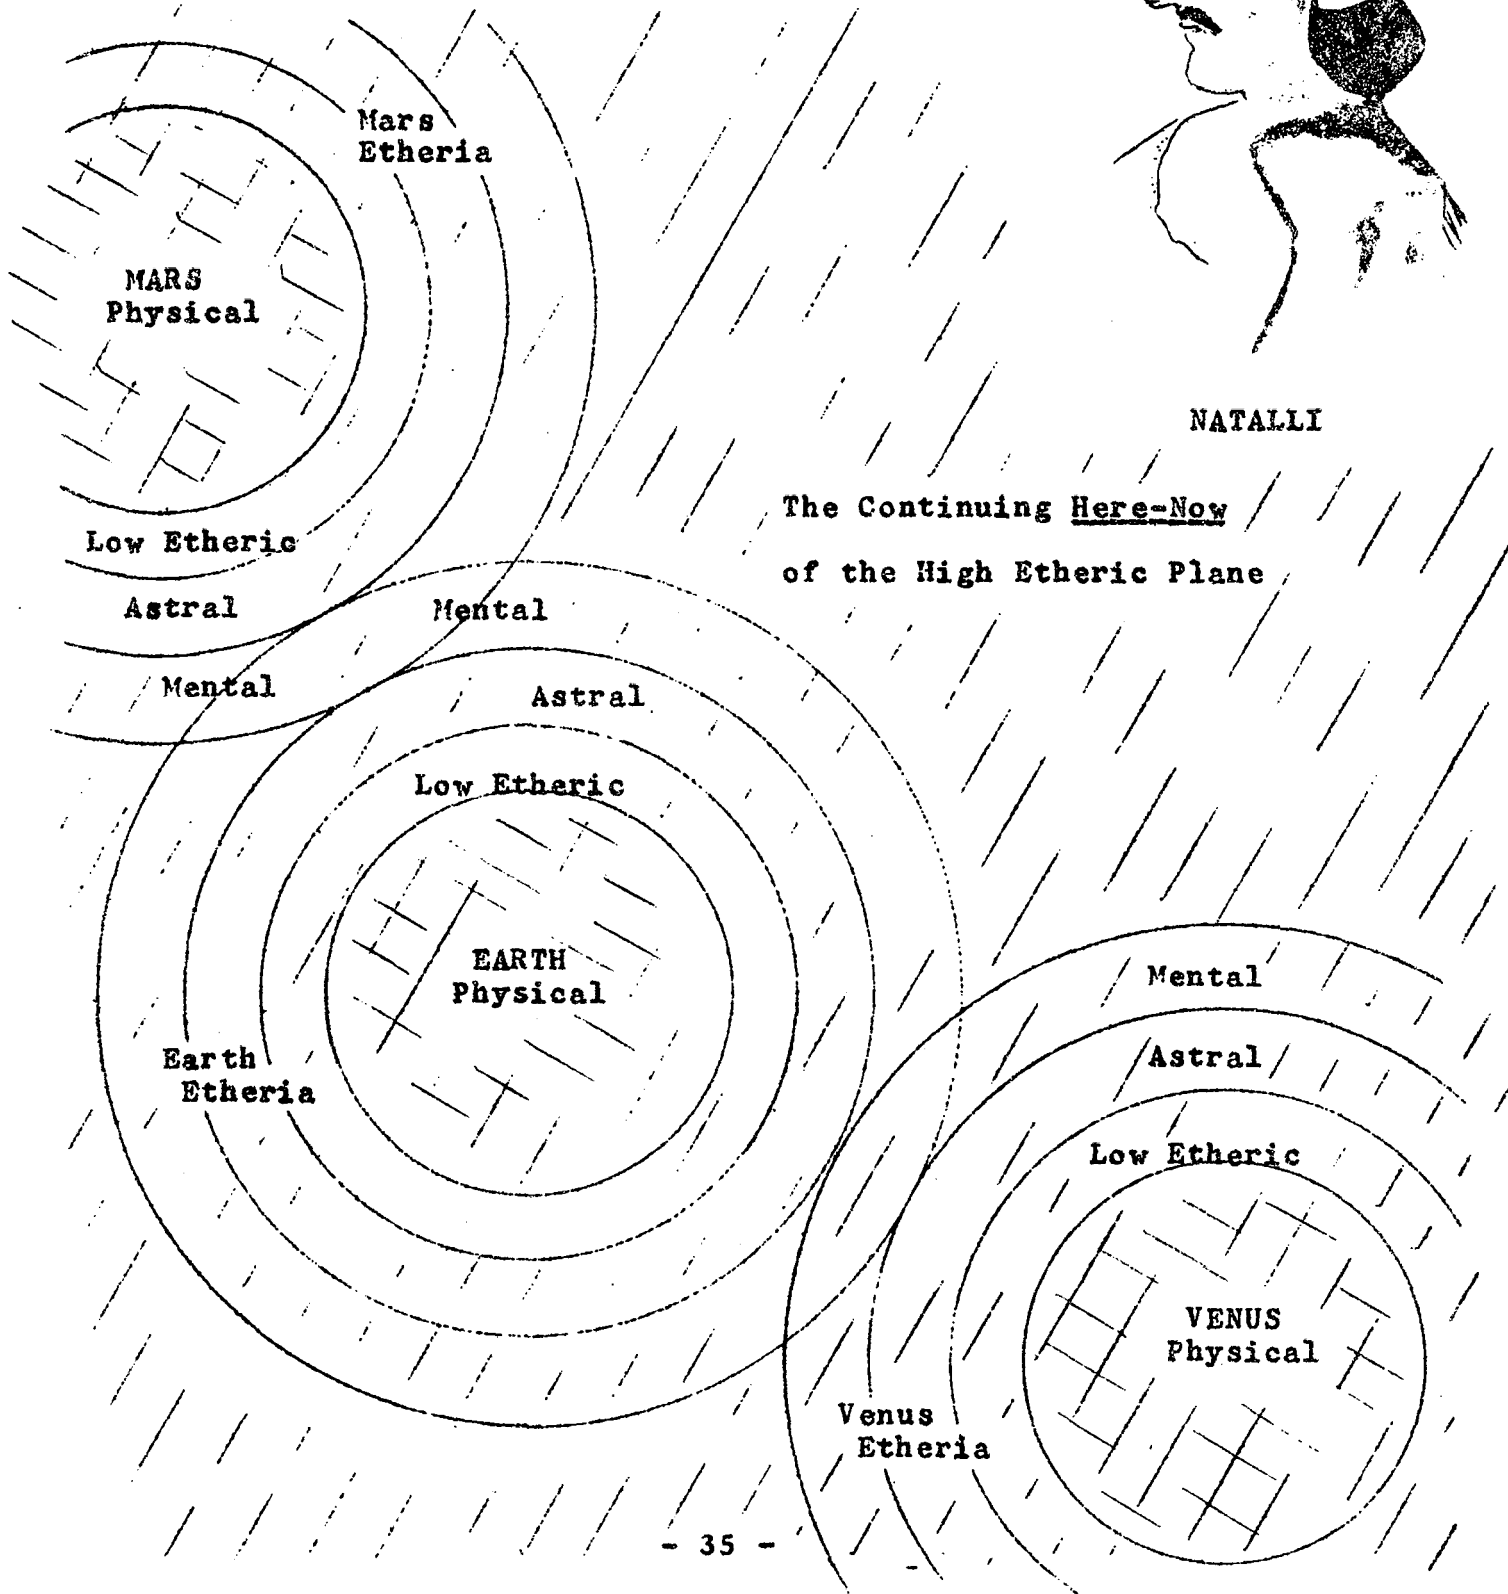 Mars
Etheria
MARS
Physical
NATALLI
The Continuing Here-Now
of the High Etheric Plane
Low Etheric
Astral
Mental
Mental
Astral
Low Etheric
EARTH
Physical
Earth
Etheria
Mental
Astral
Low Etheric
VENUS
Physical
Venus
Etheria
- 35 -